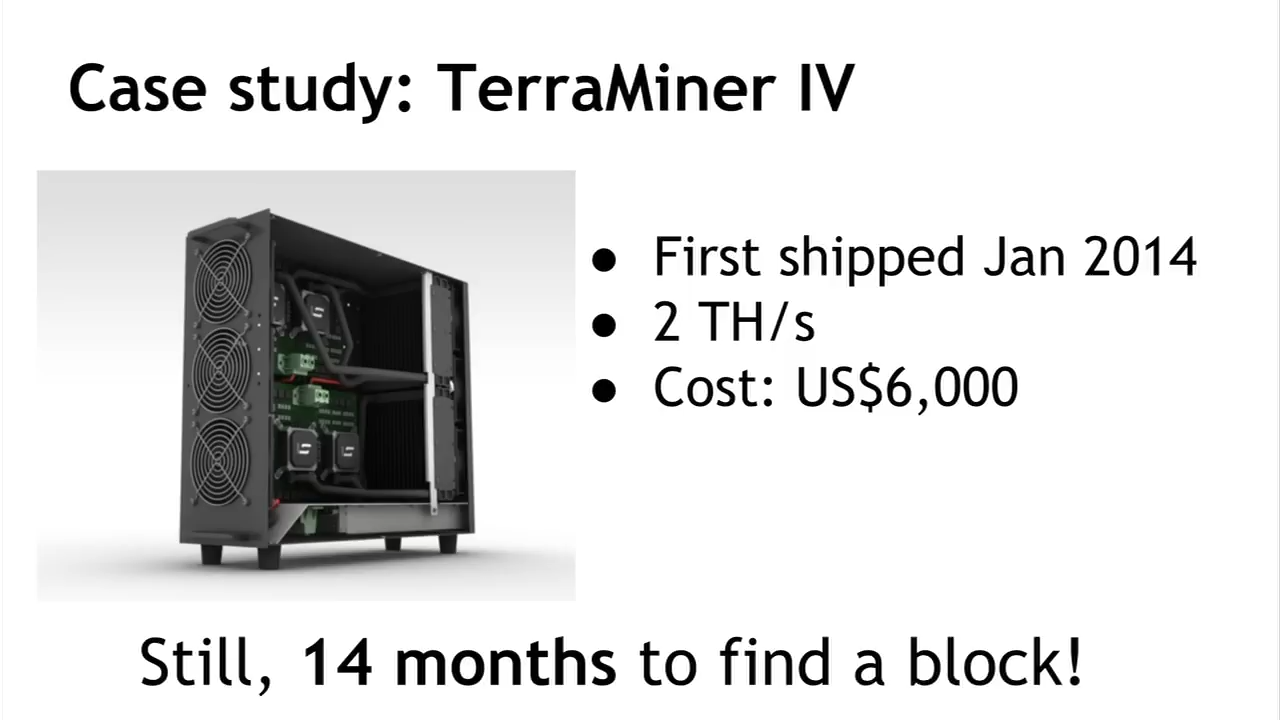 Case study: TerraMiner IV
● First shipped Jan 2014
● 2 TH/s
● Cost: US$6,000
Still, 14 months to find a block!